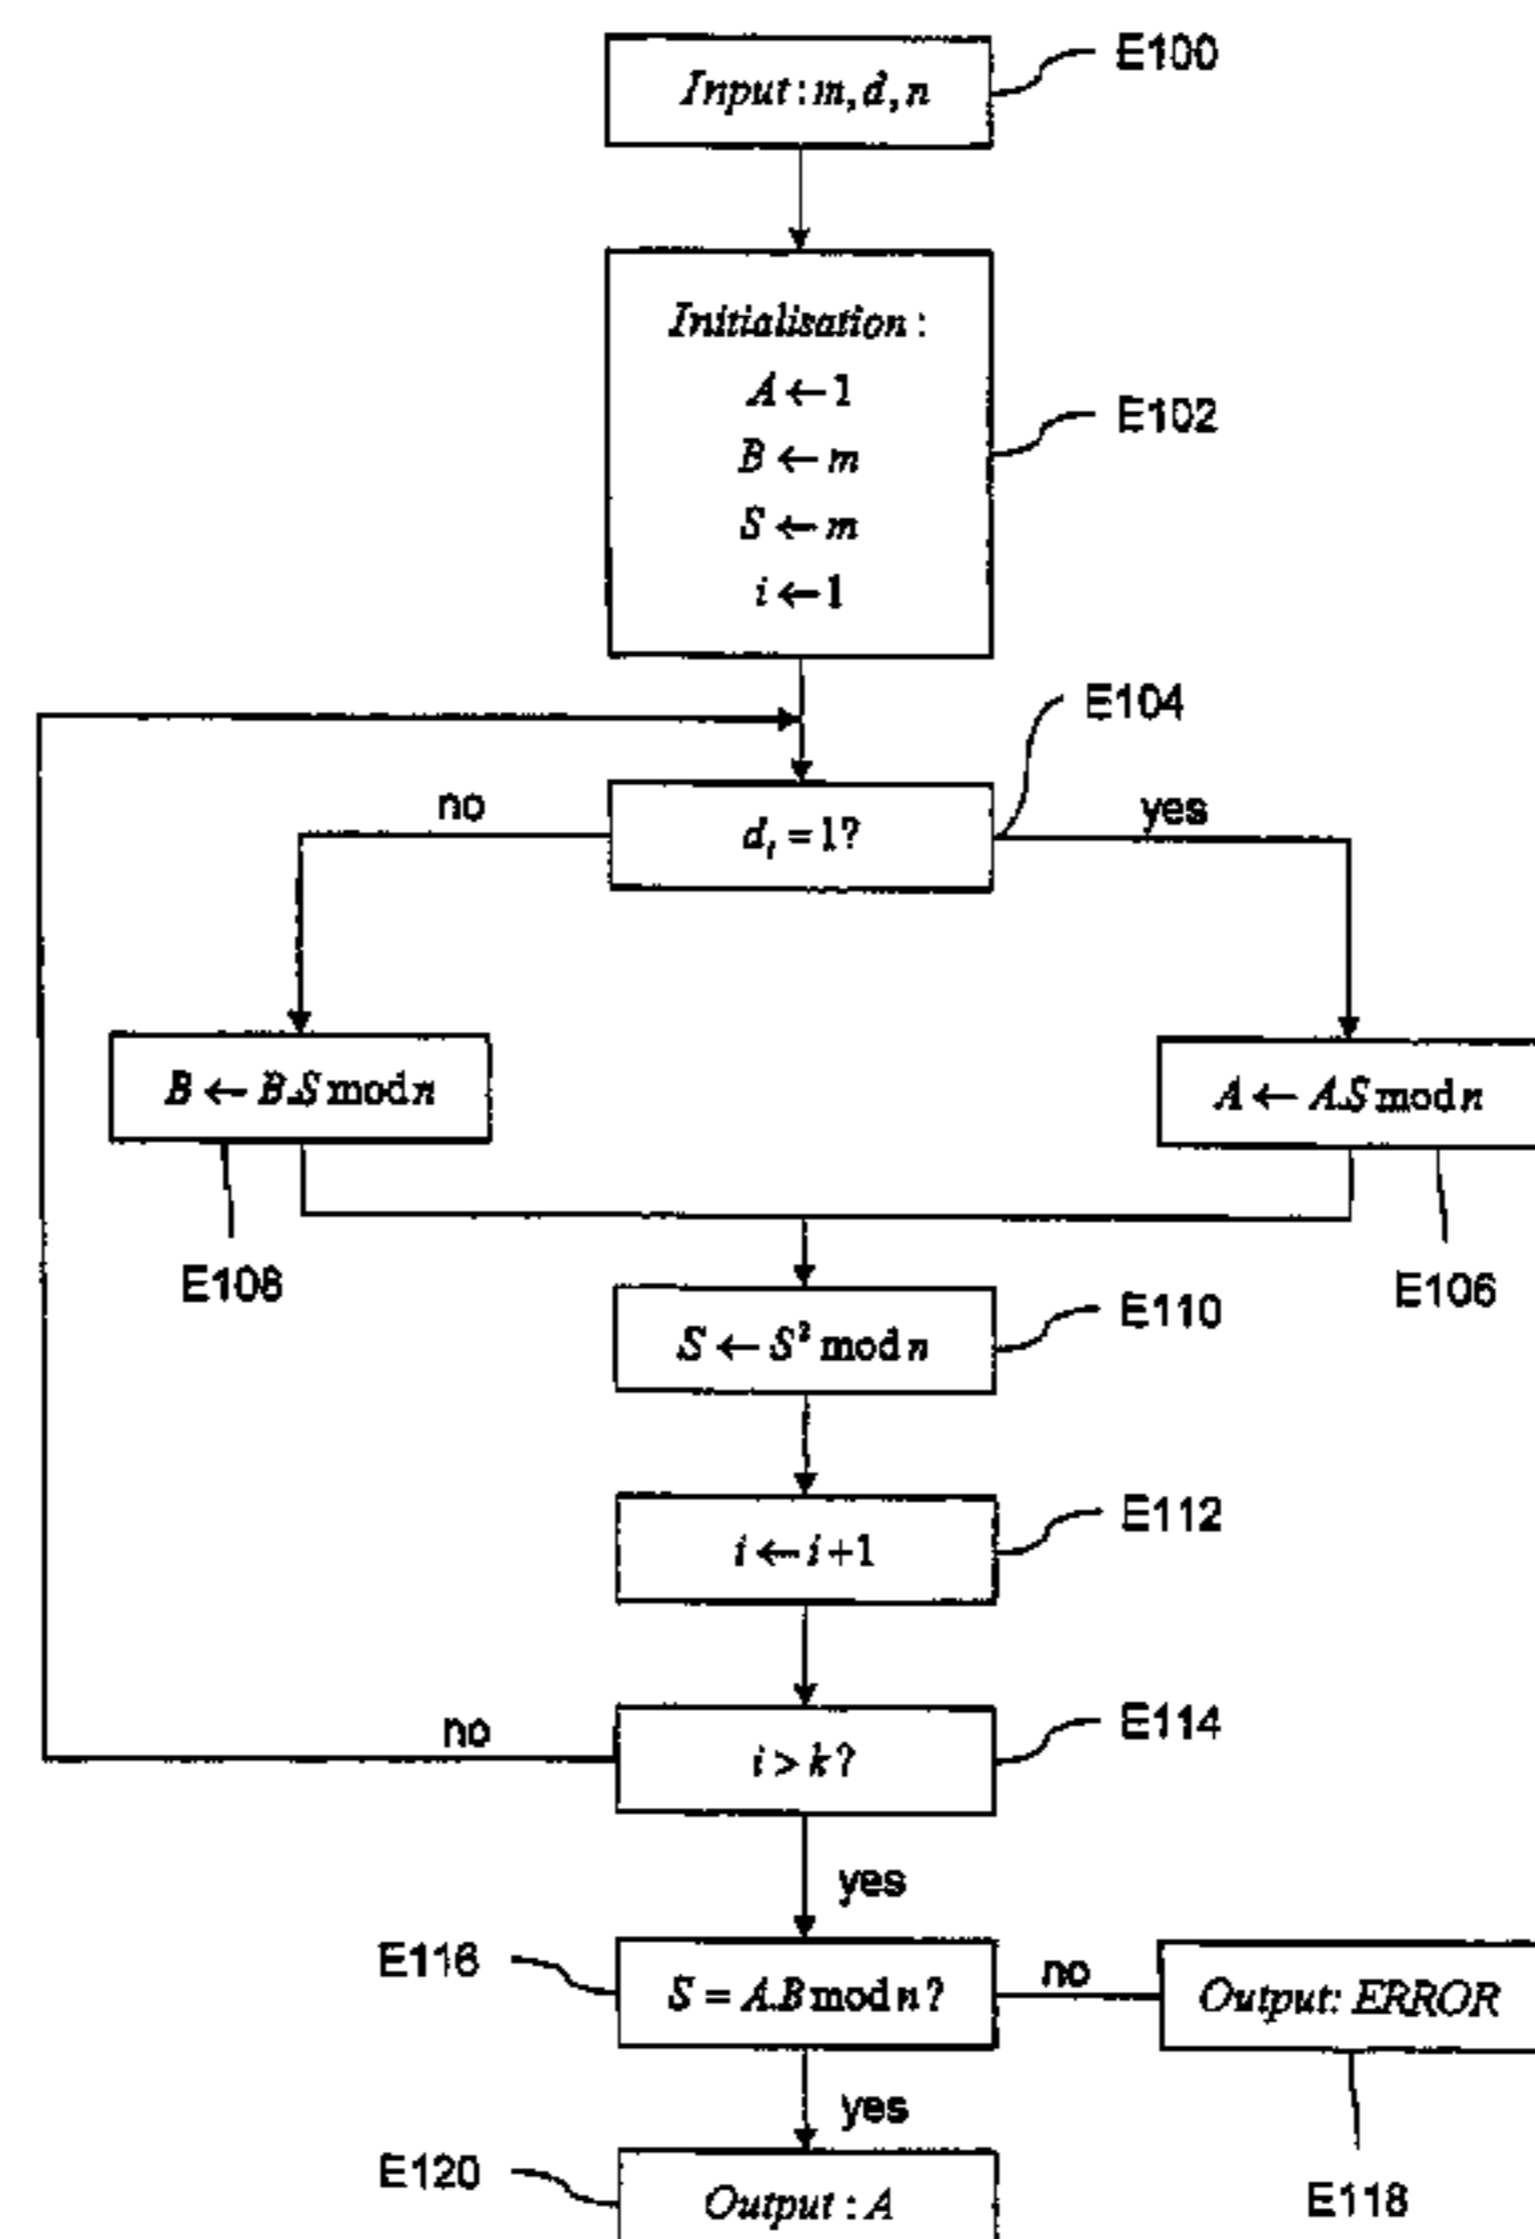 Input : m, d, n
E100
Initialisation :
A ← 1
B ← m
S ← m
i ← 1
E102
E104
no
d_i = 1?
yes
B ← B.S mod n
A ← A.S mod n
E108
E106
S ← S² mod n
E110
i ← i+1
E112
no
i > k?
E114
yes
E116
S = A.B mod n?
no
Output: ERROR
yes
E120
Output : A
E118